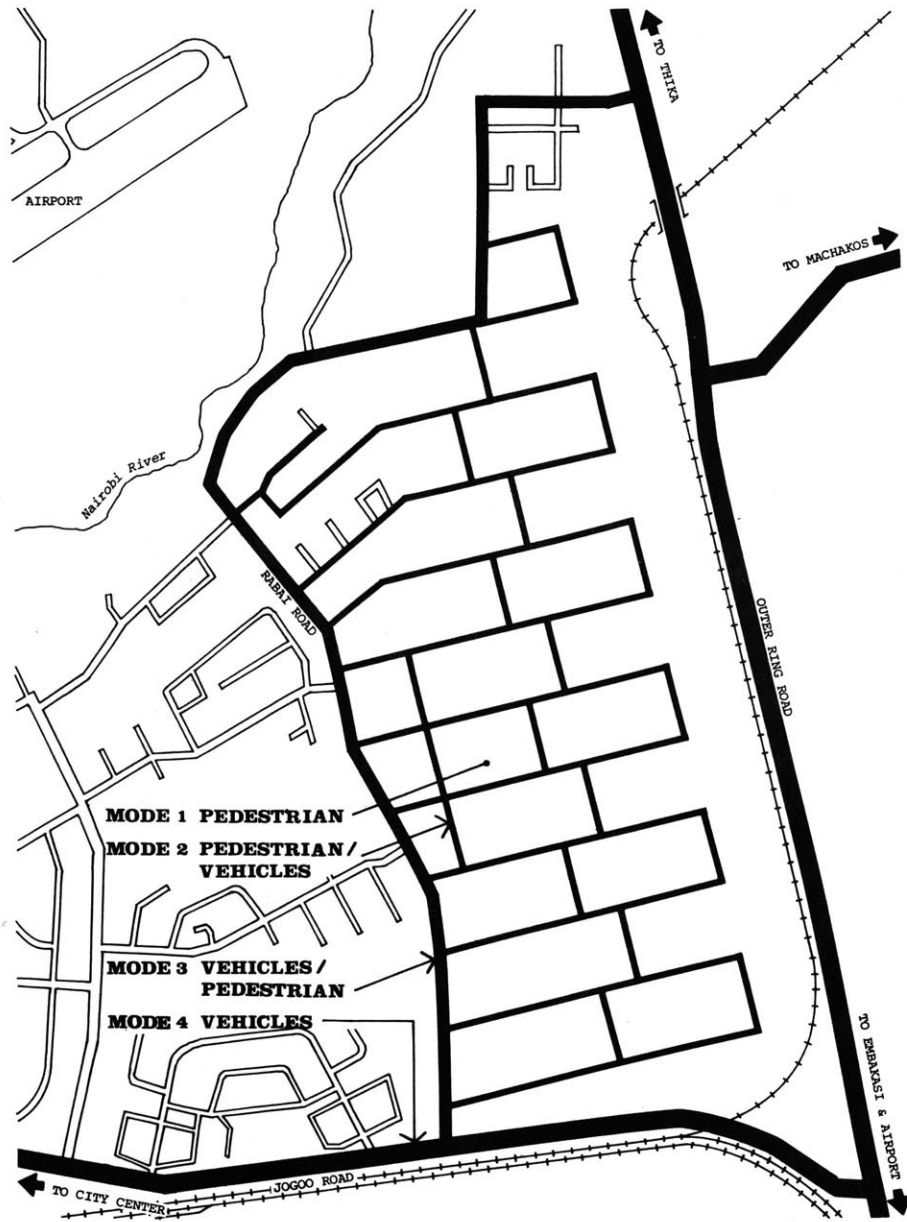 TO THIKA
AIRPORT
TO MACHAKOS
Nairobi River
RABAI ROAD
OUTER RING ROAD
MODE 1 PEDESTRIAN
MODE 2 PEDESTRIAN/
VEHICLES
MODE 3 VEHICLES/
PEDESTRIAN
MODE 4 VEHICLES
TO EMBAKASI & AIRPORT
JOGOO ROAD
TO CITY CENTER